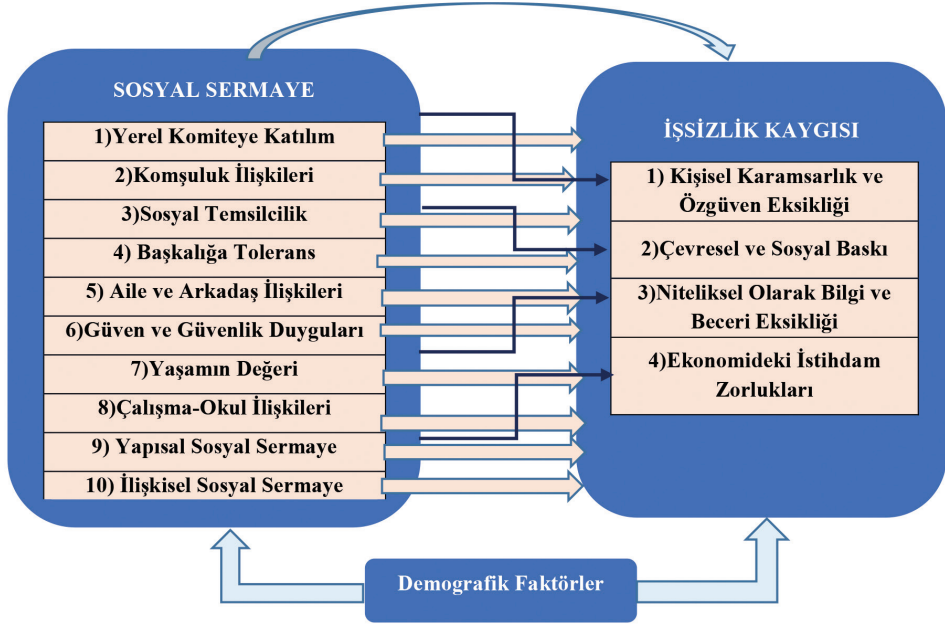 SOSYAL SERMAYE
1)Yerel Komiteye Katılım
2)Komşuluk İlişkileri
3)Sosyal Temsilcilik
4) Başkalığa Tolerans
5) Aile ve Arkadaş İlişkileri
6)Güven ve Güvenlik Duyguları
7)Yaşamın Değeri
8)Çalışma-Okul İlişkileri
9) Yapısal Sosyal Sermaye
10) İlişkisel Sosyal Sermaye
İŞSİZLİK KAYGISI
1) Kişisel Karamsarlık ve
Özgüven Eksikliği
2)Çevresel ve Sosyal Baskı
3)Niteliksel Olarak Bilgi ve
Beceri Eksikliği
4)Ekonomideki İstihdam
Zorlukları
Demografik Faktörler